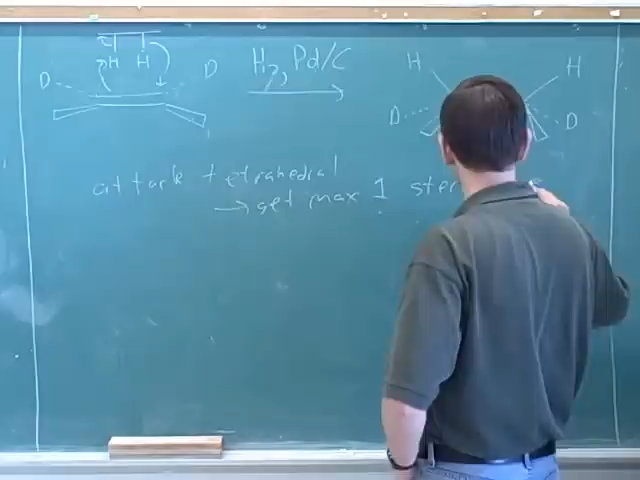 H H
D D H₂, Pd/C H H
D D
attack tetrahedral
→ get max 1 ster